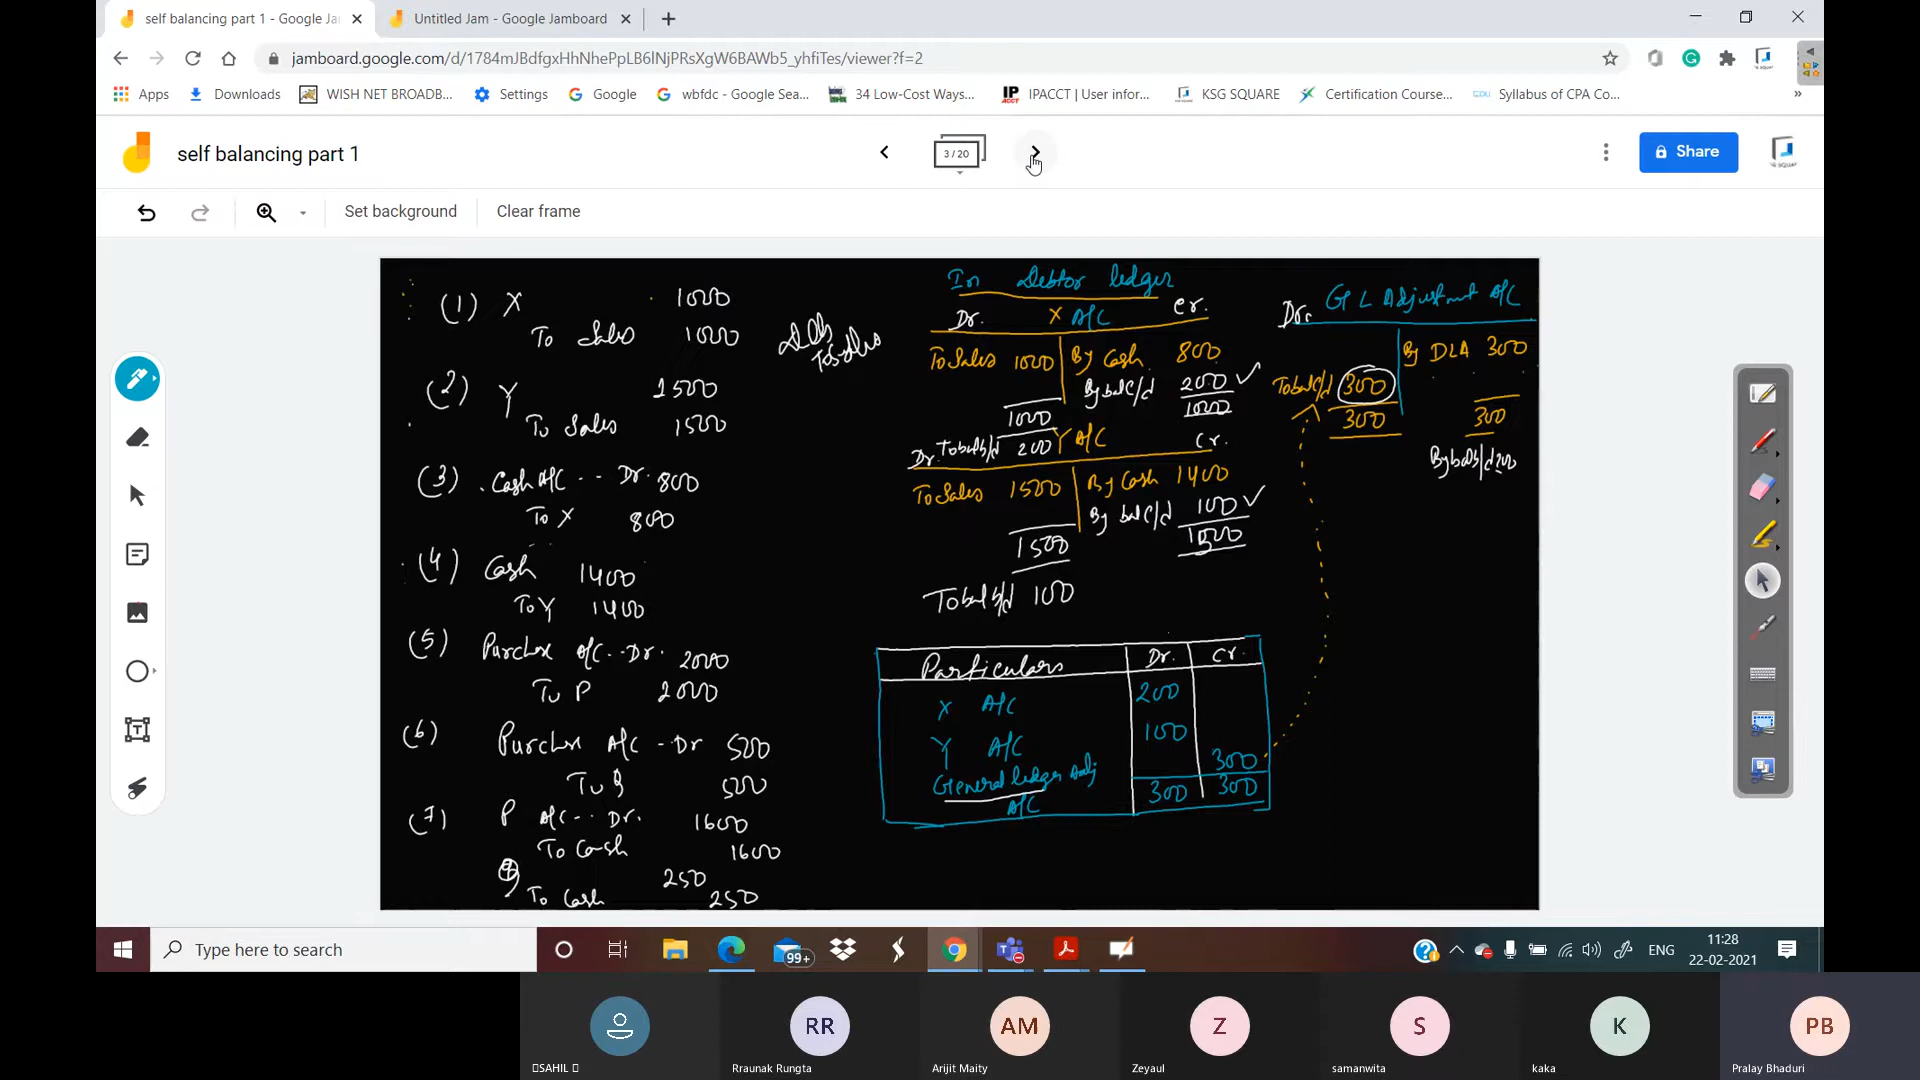 self balancing part 1 - Google Ja
Untitled Jam - Google Jamboard
jamboard.google.com/d/1784mJBdfgxHhNhePpLB6lNjPRsXgW6BAWb5_yhfiTes/viewer?f=2
Apps
Downloads
WISH NET BROADB...
Settings
Google
wbfdc - Google Sea...
34 Low-Cost Ways...
IPACCT | User infor...
KSG SQUARE
Certification Course...
Syllabus of CPA Co...
self balancing part 1
3 / 20
Share
Set background
Clear frame
(1) X 1000
To Sales 1000
(2) Y 1500
To Sales 1500
(3) Cash A/C -- Dr. 800
To X 800
(4) Cash 1400
To Y 1400
(5) Purchase A/C -- Dr. 2000
To P 2000
(6) Purchase A/C -- Dr 500
To Q 500
(7) P A/C -- Dr. 1600
To Cash 1600
Q 250
To Cash 250
In Debtor ledger
Dr. X A/C Cr.
To Sales 1000 By Cash 800
By bal c/d 200
1000 1000
To bal b/d 200
Dr. Y A/C Cr.
To Sales 1500 By Cash 1400
By bal c/d 100
1500 1500
To bal b/d 100
Dr. G L Adjustment A/C
By DLA 300
To bal c/d 300
300 300
By bal b/d 300
Particulars Dr. Cr.
X A/C 200
Y A/C 100
General ledger Adj 300
A/C 300 300
Type here to search
99+
ENG
11:28
22-02-2021
RR
AM
Z
S
K
PB
SAHIL
Rraunak Rungta
Arijit Maity
Zeyaul
samanwita
kaka
Pralay Bhaduri